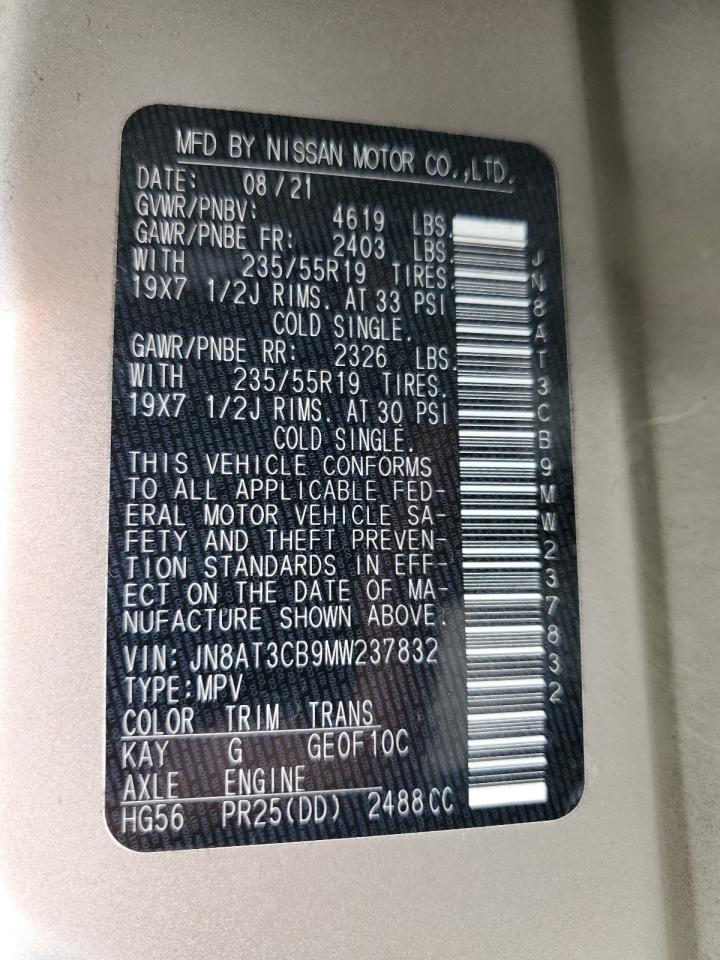 MFD BY NISSAN MOTOR CO.,LTD.
DATE: 08/21
GVWR/PNBV: 4619 LBS.
GAWR/PNBE FR: 2403 LBS.
WITH 235/55R19 TIRES.
19X7 1/2J RIMS. AT 33 PSI
COLD SINGLE.
GAWR/PNBE RR: 2326 LBS.
WITH 235/55R19 TIRES.
19X7 1/2J RIMS. AT 30 PSI
COLD SINGLE.
THIS VEHICLE CONFORMS
TO ALL APPLICABLE FED-
ERAL MOTOR VEHICLE SA-
FETY AND THEFT PREVEN-
TION STANDARDS IN EFF-
ECT ON THE DATE OF MA-
NUFACTURE SHOWN ABOVE.
VIN: JN8AT3CB9MW237832
TYPE:MPV
COLOR TRIM TRANS
KAY G GE0F10C
AXLE ENGINE
HG56 PR25(DD) 2488CC
JN8AT3CB9MW237832